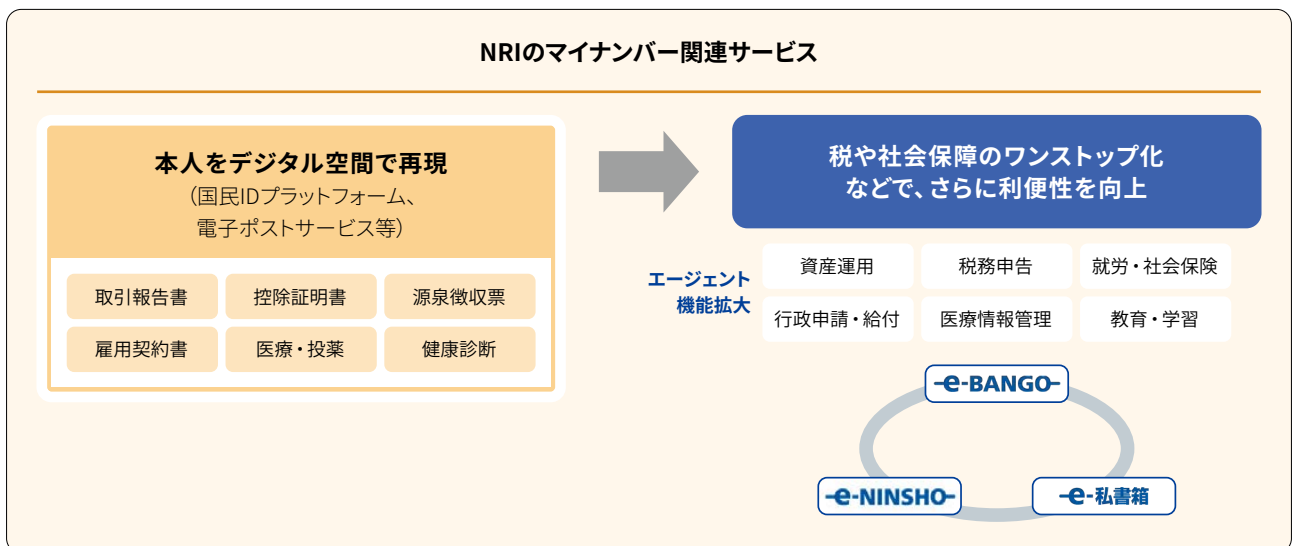 NRIのマイナンバー関連サービス
本人をデジタル空間で再現
（国民IDプラットフォーム、
電子ポストサービス等）
取引報告書
控除証明書
源泉徴収票
雇用契約書
医療・投薬
健康診断
税や社会保障のワンストップ化
などで、さらに利便性を向上
エージェント
機能拡大
資産運用
税務申告
就労・社会保険
行政申請・給付
医療情報管理
教育・学習
e-BANGO
e-NINSHO
e-私書箱